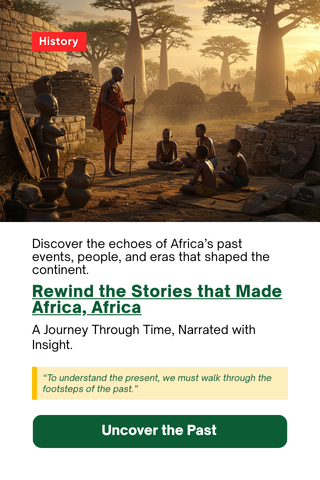 History
Discover the echoes of Africa’s past
events, people, and eras that shaped the
continent.
Rewind the Stories that Made
Africa, Africa
A Journey Through Time, Narrated with
Insight.
“To understand the present, we must walk through the
footsteps of the past.”
Uncover the Past